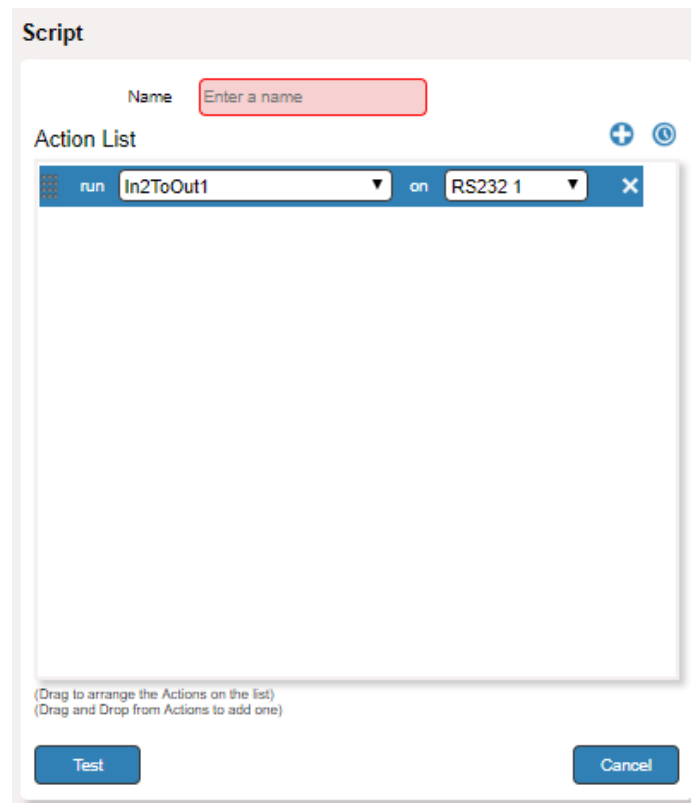 Script
Name Enter a name
Action List
run In2ToOut1 on RS232 1
(Drag to arrange the Actions on the list)
(Drag and Drop from Actions to add one)
Test Cancel